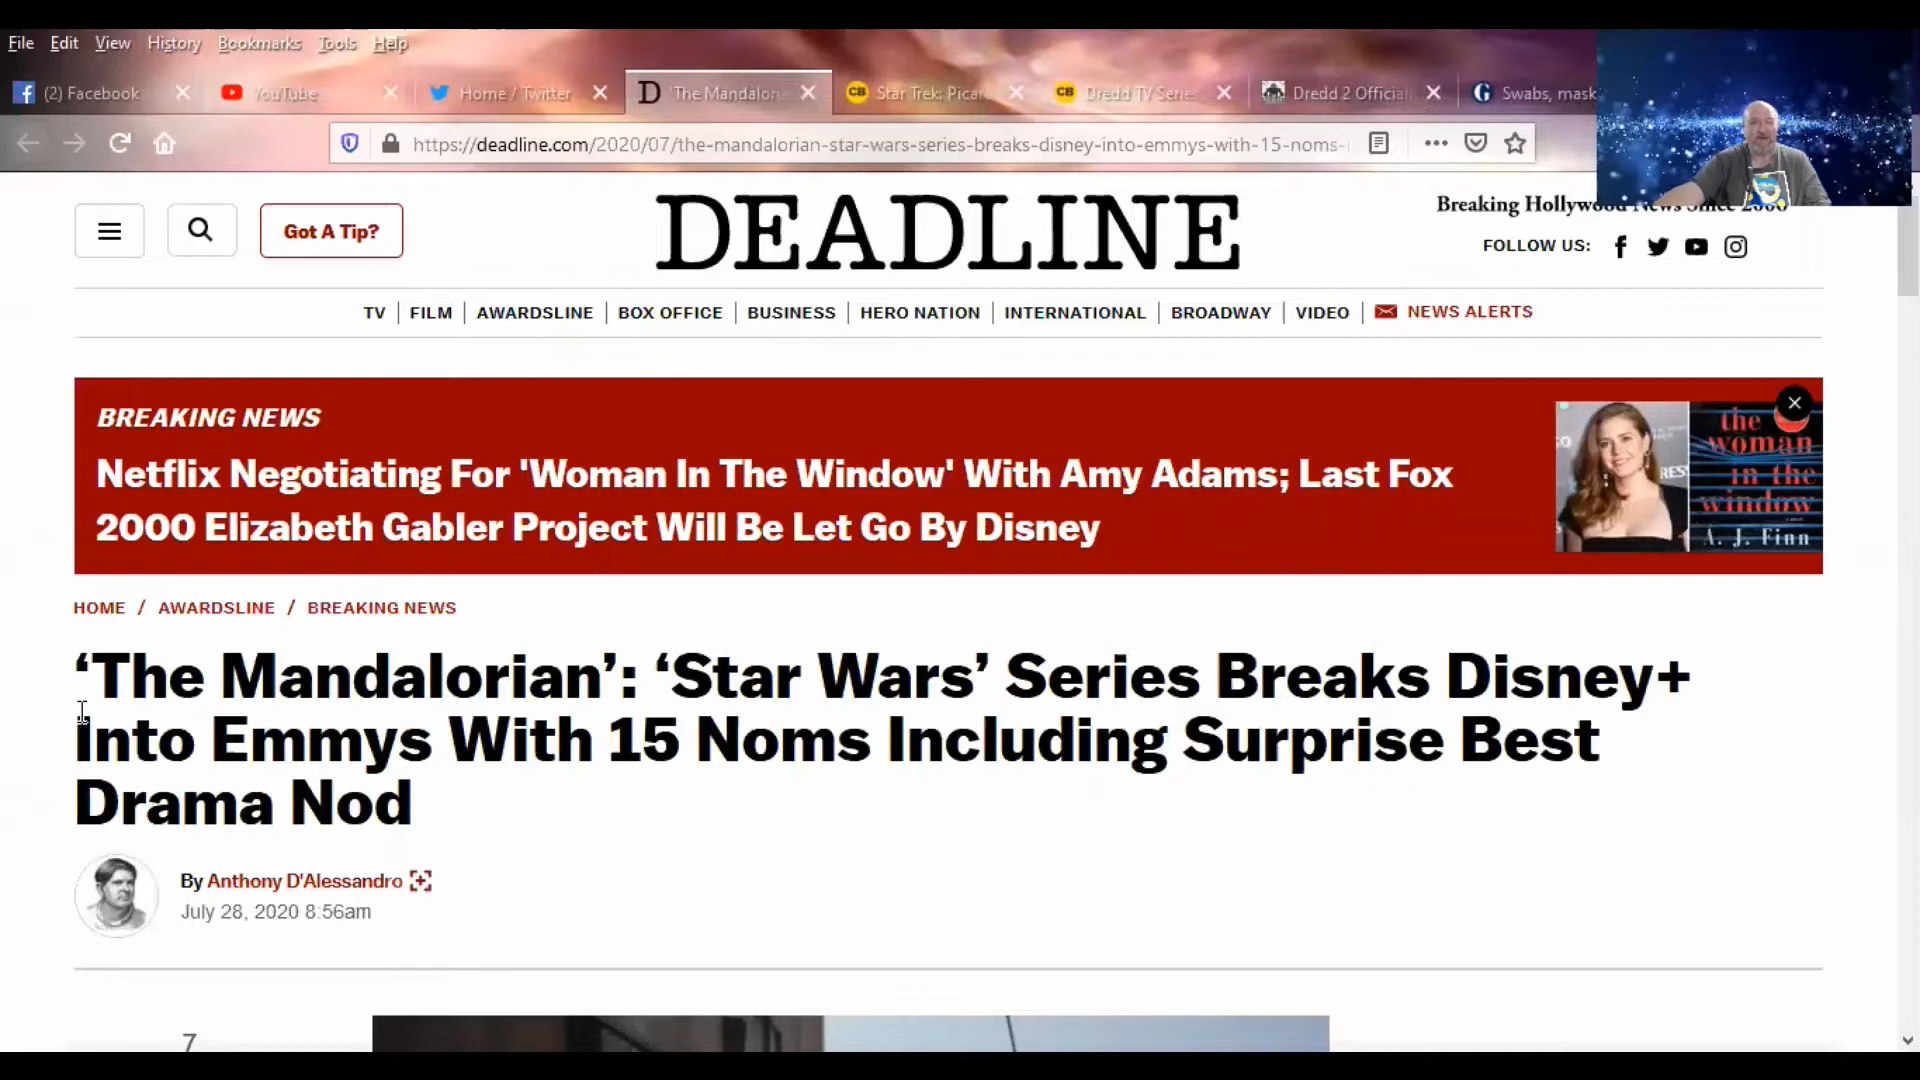 File Edit View History Bookmarks Tools Help
(2) Facebook YouTube Home / Twitter 'The Mandalori Star Trek: Picar Dredd TV Serie Dredd 2 Official Swabs, mask
https://deadline.com/2020/07/the-mandalorian-star-wars-series-breaks-disney-into-emmys-with-15-noms-
Got A Tip?
DEADLINE
Breaking Hollywood News Since 2006
FOLLOW US:
TV | FILM | AWARDSLINE | BOX OFFICE | BUSINESS | HERO NATION | INTERNATIONAL | BROADWAY | VIDEO | NEWS ALERTS
BREAKING NEWS
Netflix Negotiating For 'Woman In The Window' With Amy Adams; Last Fox
2000 Elizabeth Gabler Project Will Be Let Go By Disney
the
woman
in the
window
A. J. Finn
HOME / AWARDSLINE / BREAKING NEWS
‘The Mandalorian’: ‘Star Wars’ Series Breaks Disney+
Into Emmys With 15 Noms Including Surprise Best
Drama Nod
By Anthony D'Alessandro
July 28, 2020 8:56am
7